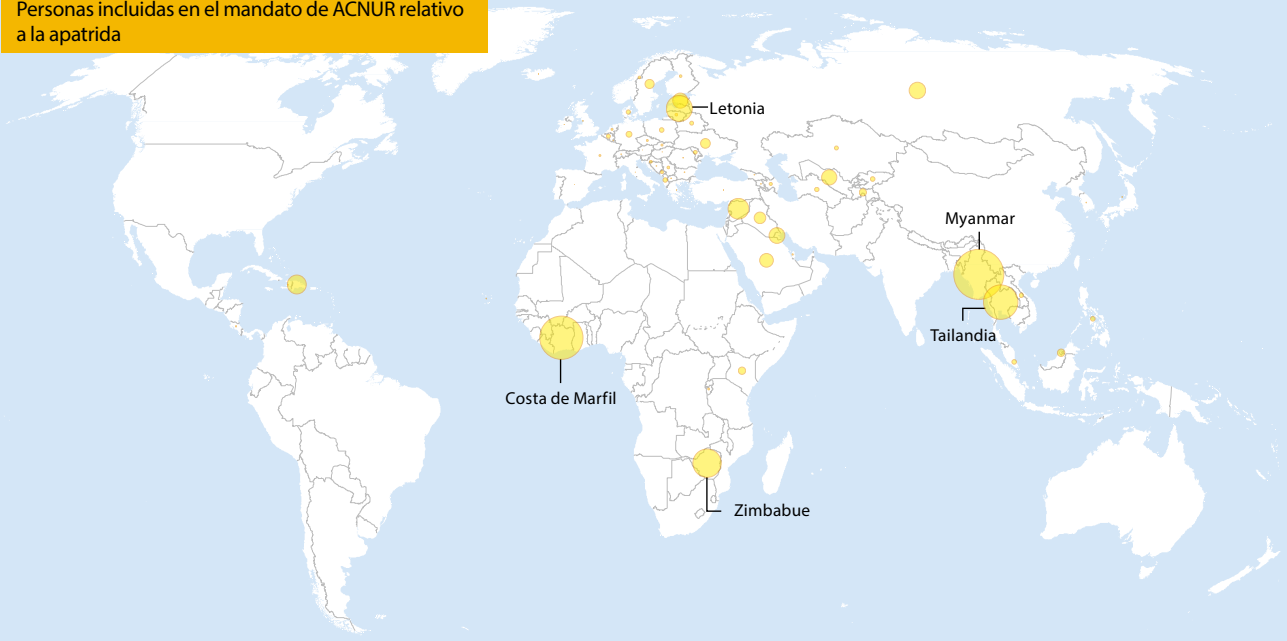 Personas incluidas en el mandato de ACNUR relativo
a la apatrida
Letonia
Myanmar
Tailandia
Costa de Marfil
Zimbabue